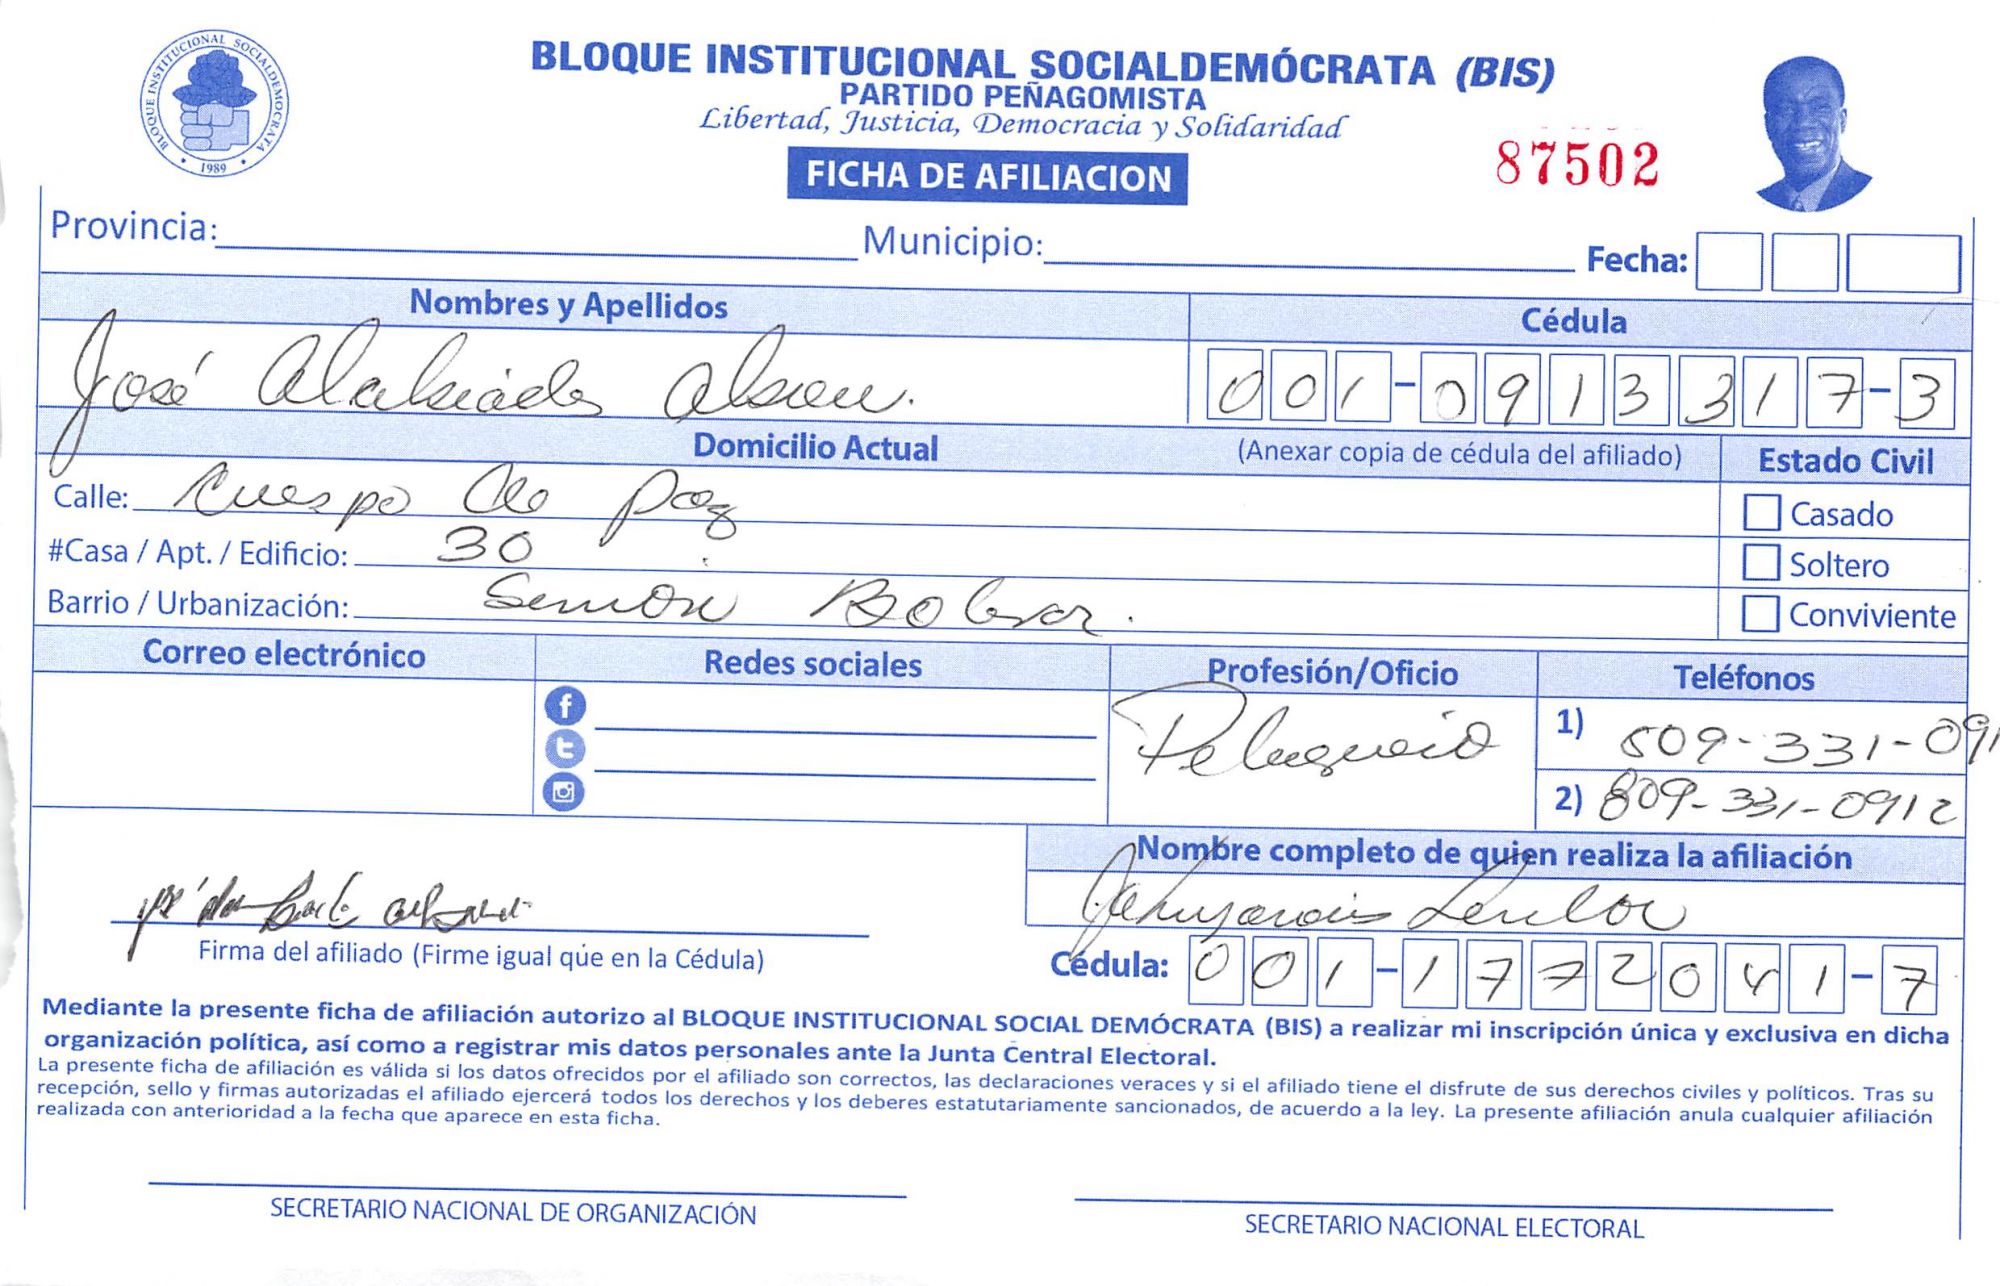 BLOQUE INSTITUCIONAL SOCIALDEMÓCRATA (BIS)
PARTIDO PEÑAGOMISTA
Libertad, Justicia, Democracia y Solidaridad
BLOQUE INSTITUCIONAL SOCIALDEMOCRATA
• 1989 •
FICHA DE AFILIACION
87502
Provincia: Municipio: Fecha:
Nombres y Apellidos Cédula
José
001-0913317-3
Domicilio Actual (Anexar copia de cédula del afiliado) Estado Civil
Calle: de paz
Casado
#Casa / Apt. / Edificio: 30
Soltero
Barrio / Urbanización: Simón Bolivar.
Conviviente
Correo electrónico Redes sociales Profesión/Oficio Teléfonos
1) 809-331-091
2) 809-331-0912
Nombre completo de quien realiza la afiliación
Firma del afiliado (Firme igual que en la Cédula)
Cédula: 001-1772041-7
Mediante la presente ficha de afiliación autorizo al BLOQUE INSTITUCIONAL SOCIAL DEMÓCRATA (BIS) a realizar mi inscripción única y exclusiva en dicha
organización política, así como a registrar mis datos personales ante la Junta Central Electoral.
La presente ficha de afiliación es válida si los datos ofrecidos por el afiliado son correctos, las declaraciones veraces y si el afiliado tiene el disfrute de sus derechos civiles y políticos. Tras su
recepción, sello y firmas autorizadas el afiliado ejercerá todos los derechos y los deberes estatutariamente sancionados, de acuerdo a la ley. La presente afiliación anula cualquier afiliación
realizada con anterioridad a la fecha que aparece en esta ficha.
SECRETARIO NACIONAL DE ORGANIZACIÓN
SECRETARIO NACIONAL ELECTORAL